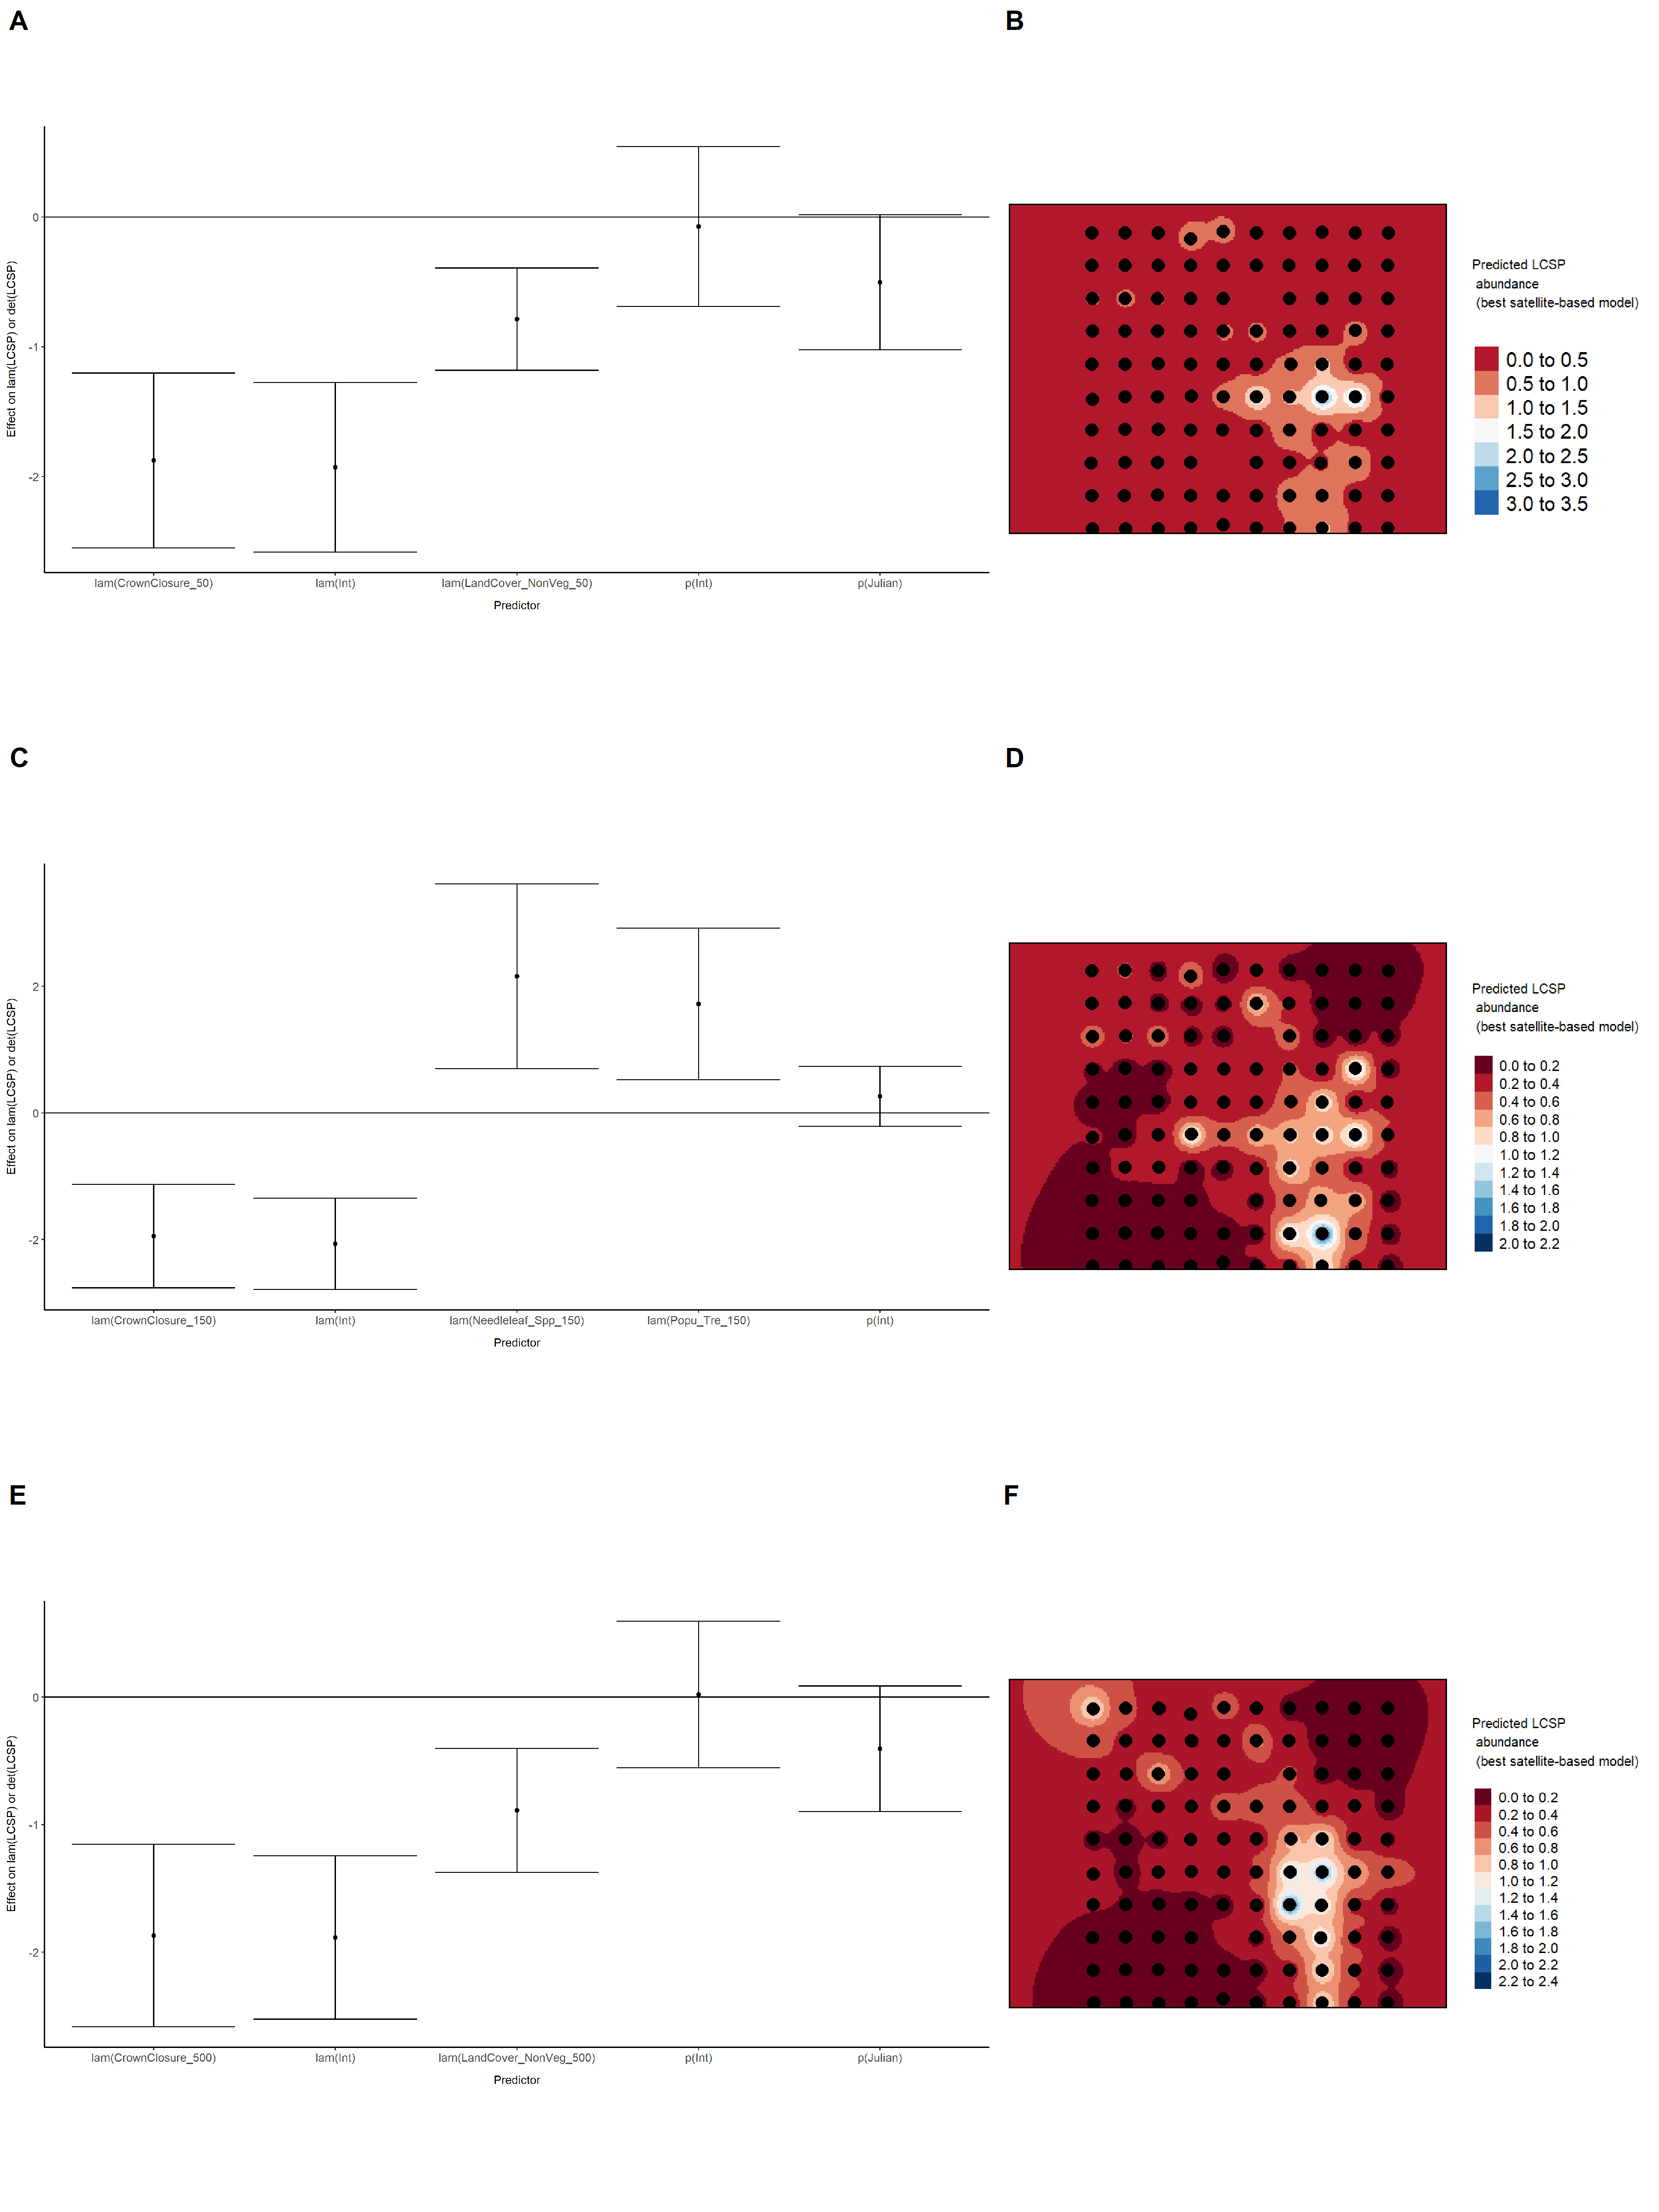 A
B
Effect on lam(LCSP) or det(LCSP)
0
-1
-2
lam(CrownClosure_50)
lam(Int)
lam(LandCover_NonVeg_50)
p(Int)
p(Julian)
Predictor
Predicted LCSP
abundance
(best satellite-based model)
0.0 to 0.5
0.5 to 1.0
1.0 to 1.5
1.5 to 2.0
2.0 to 2.5
2.5 to 3.0
3.0 to 3.5
C
D
Effect on lam(LCSP) or det(LCSP)
2
0
-2
lam(CrownClosure_150)
lam(Int)
lam(Needleleaf_Spp_150)
lam(Popu_Tre_150)
p(Int)
Predictor
Predicted LCSP
abundance
(best satellite-based model)
0.0 to 0.2
0.2 to 0.4
0.4 to 0.6
0.6 to 0.8
0.8 to 1.0
1.0 to 1.2
1.2 to 1.4
1.4 to 1.6
1.6 to 1.8
1.8 to 2.0
2.0 to 2.2
E
F
Effect on lam(LCSP) or det(LCSP)
0
-1
-2
lam(CrownClosure_500)
lam(Int)
lam(LandCover_NonVeg_500)
p(Int)
p(Julian)
Predictor
Predicted LCSP
abundance
(best satellite-based model)
0.0 to 0.2
0.2 to 0.4
0.4 to 0.6
0.6 to 0.8
0.8 to 1.0
1.0 to 1.2
1.2 to 1.4
1.4 to 1.6
1.6 to 1.8
1.8 to 2.0
2.0 to 2.2
2.2 to 2.4